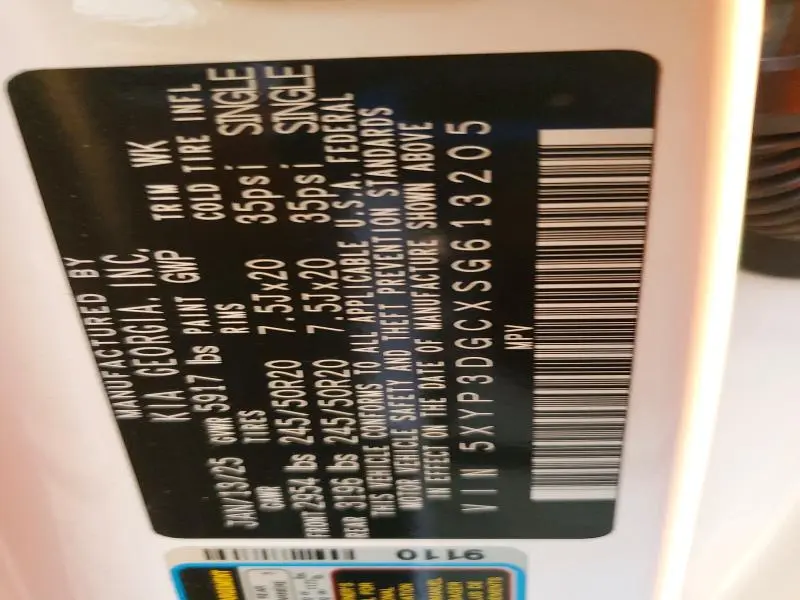 MANUFACTURED BY
KIA GEORGIA, INC.
JAN/13/25 GVWR 5917 lbs PAINT GWP TRIM WK
GAWR TIRES RIMS COLD TIRE INFL
FRONT 2954 lbs 245/50R20 7.5Jx20 35psi SINGLE
REAR 3196 lbs 245/50R20 7.5Jx20 35psi SINGLE
THIS VEHICLE CONFORMS TO ALL APPLICABLE U.S.A. FEDERAL
MOTOR VEHICLE SAFETY AND THEFT PREVENTION STANDARDS
IN EFFECT ON THE DATE OF MANUFACTURE SHOWN ABOVE
VIN 5XYP3DGCXSG613205
MPV
9110